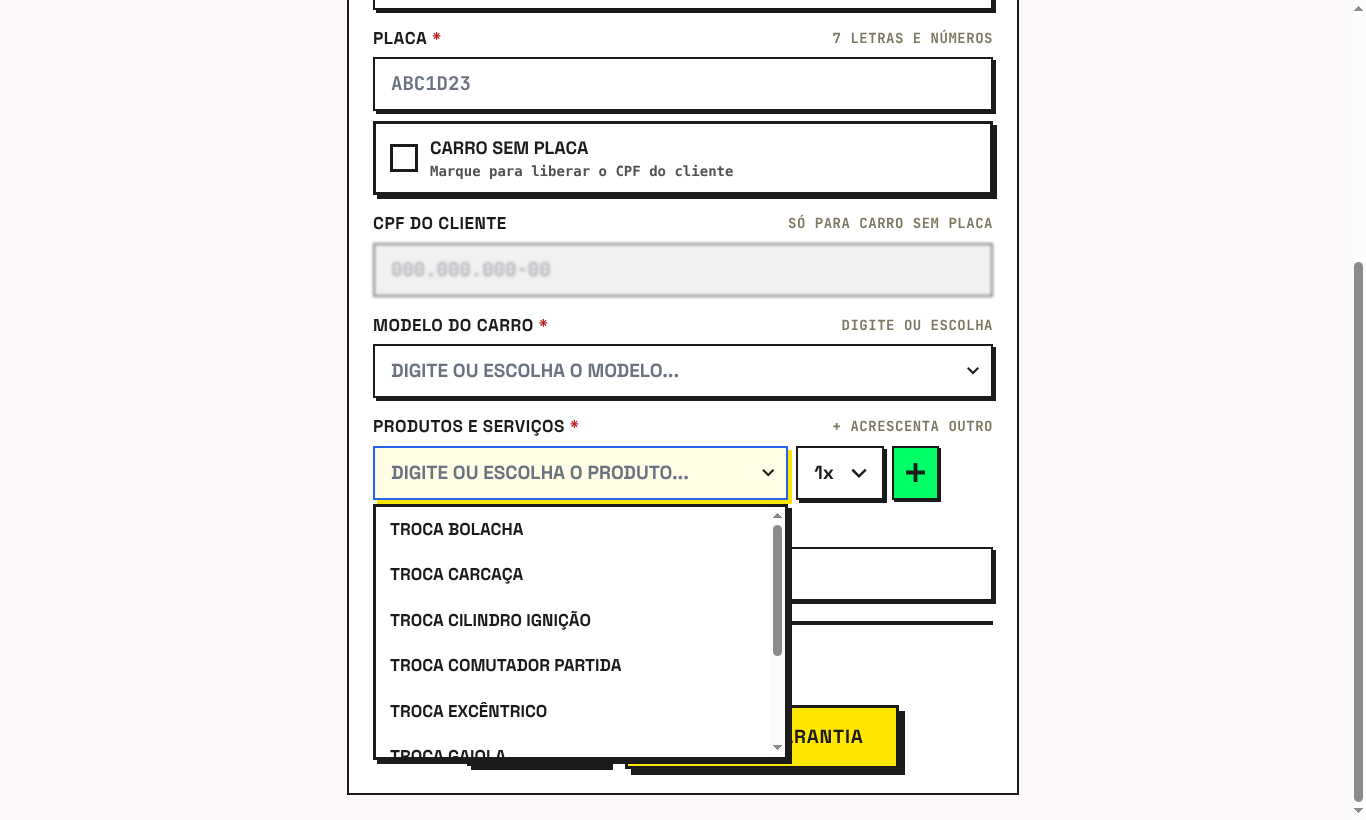 PLACA *
7 LETRAS E NÚMEROS
ABC1D23
CARRO SEM PLACA
Marque para liberar o CPF do cliente
CPF DO CLIENTE
SÓ PARA CARRO SEM PLACA
000.000.000-00
MODELO DO CARRO *
DIGITE OU ESCOLHA
DIGITE OU ESCOLHA O MODELO...
PRODUTOS E SERVIÇOS *
+ ACRESCENTA OUTRO
DIGITE OU ESCOLHA O PRODUTO...
1x
+
TROCA BOLACHA
TROCA CARCAÇA
TROCA CILINDRO IGNIÇÃO
TROCA COMUTADOR PARTIDA
TROCA EXCÊNTRICO
RANTIA
TROCA GAIOLA